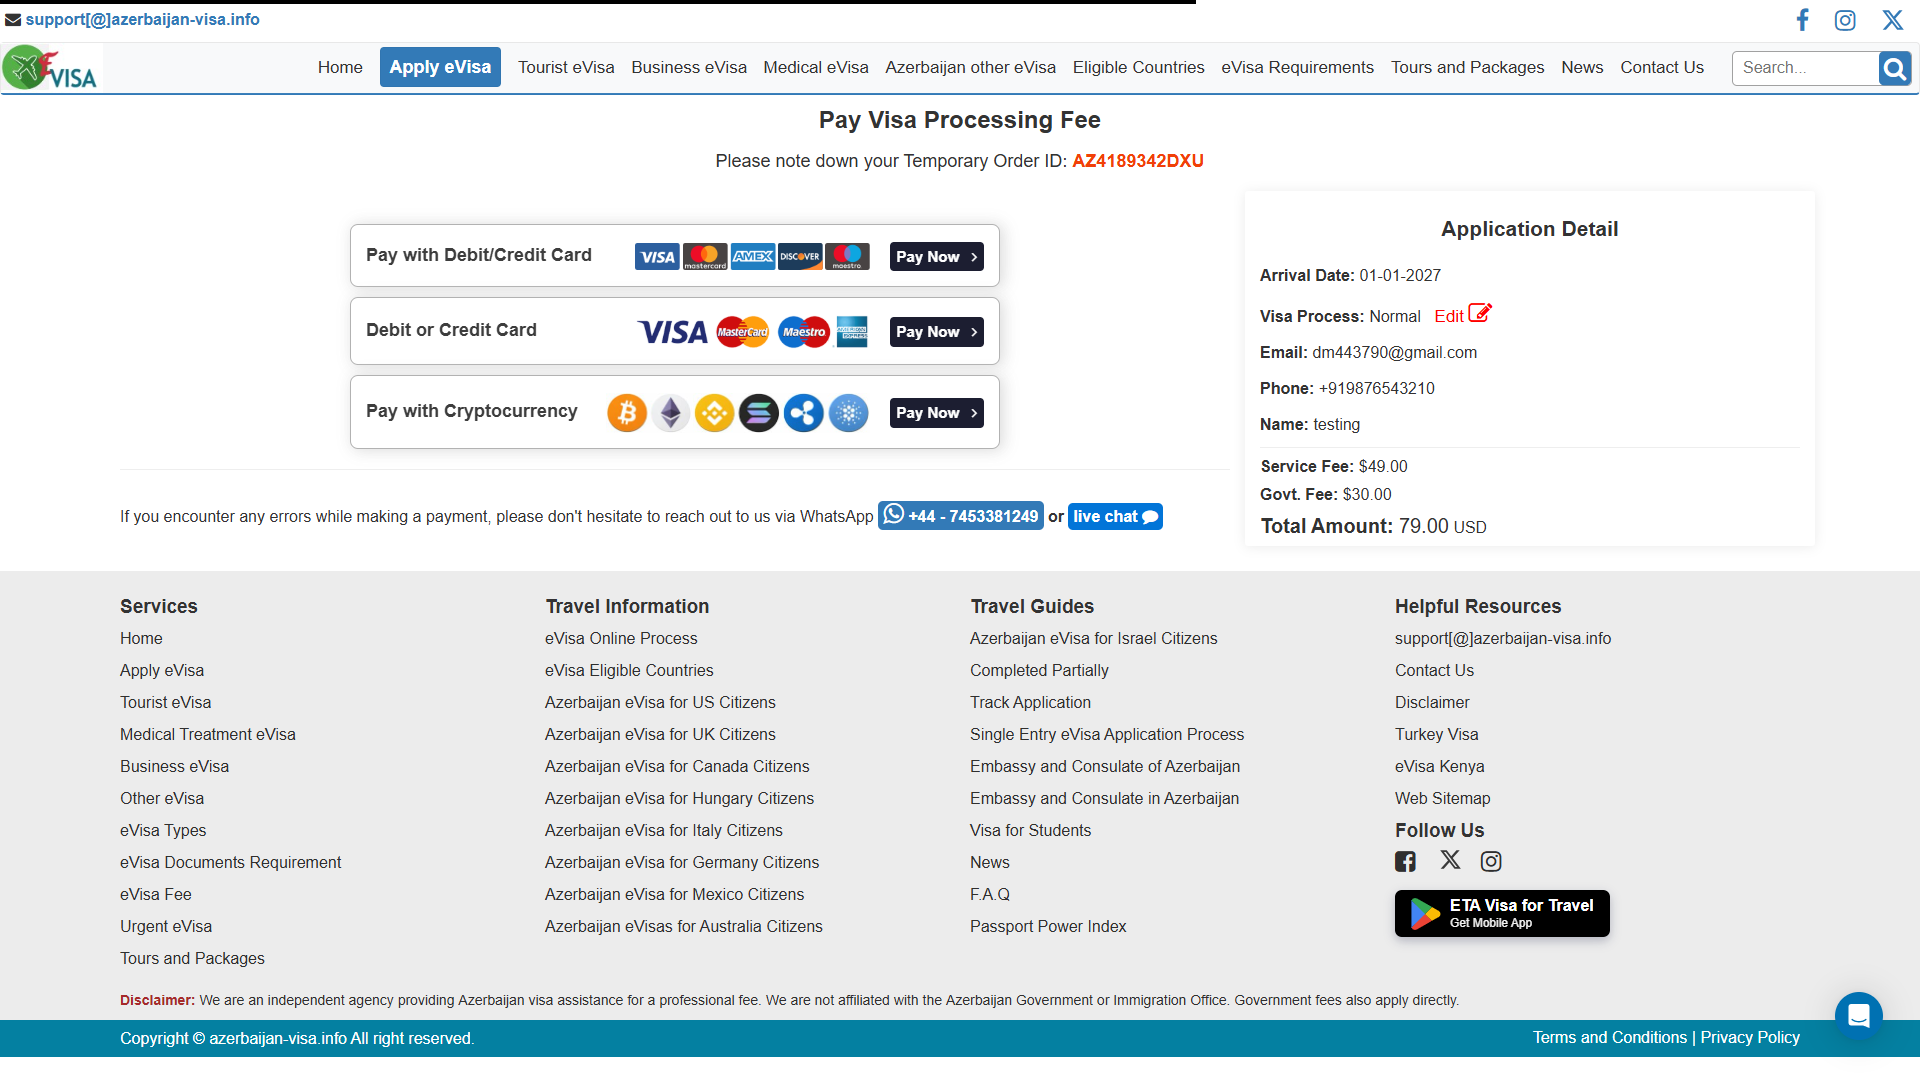 support[@]azerbaijan-visa.info
EVISA
Home
Apply eVisa
Tourist eVisa
Business eVisa
Medical eVisa
Azerbaijan other eVisa
Eligible Countries
eVisa Requirements
Tours and Packages
News
Contact Us
Search...
Pay Visa Processing Fee
Please note down your Temporary Order ID: AZ4189342DXU
Pay with Debit/Credit Card
VISA
mastercard
AMEX
DISCOVER
maestro
Pay Now
Debit or Credit Card
VISA
MasterCard
Maestro
AMERICAN EXPRESS
Pay Now
Pay with Cryptocurrency
Pay Now
If you encounter any errors while making a payment, please don't hesitate to reach out to us via WhatsApp +44 - 7453381249 or live chat
Application Detail
Arrival Date: 01-01-2027
Visa Process: Normal Edit
Email: dm443790@gmail.com
Phone: +919876543210
Name: testing
Service Fee: $49.00
Govt. Fee: $30.00
Total Amount: 79.00 USD
Services
Home
Apply eVisa
Tourist eVisa
Medical Treatment eVisa
Business eVisa
Other eVisa
eVisa Types
eVisa Documents Requirement
eVisa Fee
Urgent eVisa
Tours and Packages
Travel Information
eVisa Online Process
eVisa Eligible Countries
Azerbaijan eVisa for US Citizens
Azerbaijan eVisa for UK Citizens
Azerbaijan eVisa for Canada Citizens
Azerbaijan eVisa for Hungary Citizens
Azerbaijan eVisa for Italy Citizens
Azerbaijan eVisa for Germany Citizens
Azerbaijan eVisa for Mexico Citizens
Azerbaijan eVisas for Australia Citizens
Travel Guides
Azerbaijan eVisa for Israel Citizens
Completed Partially
Track Application
Single Entry eVisa Application Process
Embassy and Consulate of Azerbaijan
Embassy and Consulate in Azerbaijan
Visa for Students
News
F.A.Q
Passport Power Index
Helpful Resources
support[@]azerbaijan-visa.info
Contact Us
Disclaimer
Turkey Visa
eVisa Kenya
Web Sitemap
Follow Us
ETA Visa for Travel
Get Mobile App
Disclaimer: We are an independent agency providing Azerbaijan visa assistance for a professional fee. We are not affiliated with the Azerbaijan Government or Immigration Office. Government fees also apply directly.
Copyright © azerbaijan-visa.info All right reserved.
Terms and Conditions | Privacy Policy